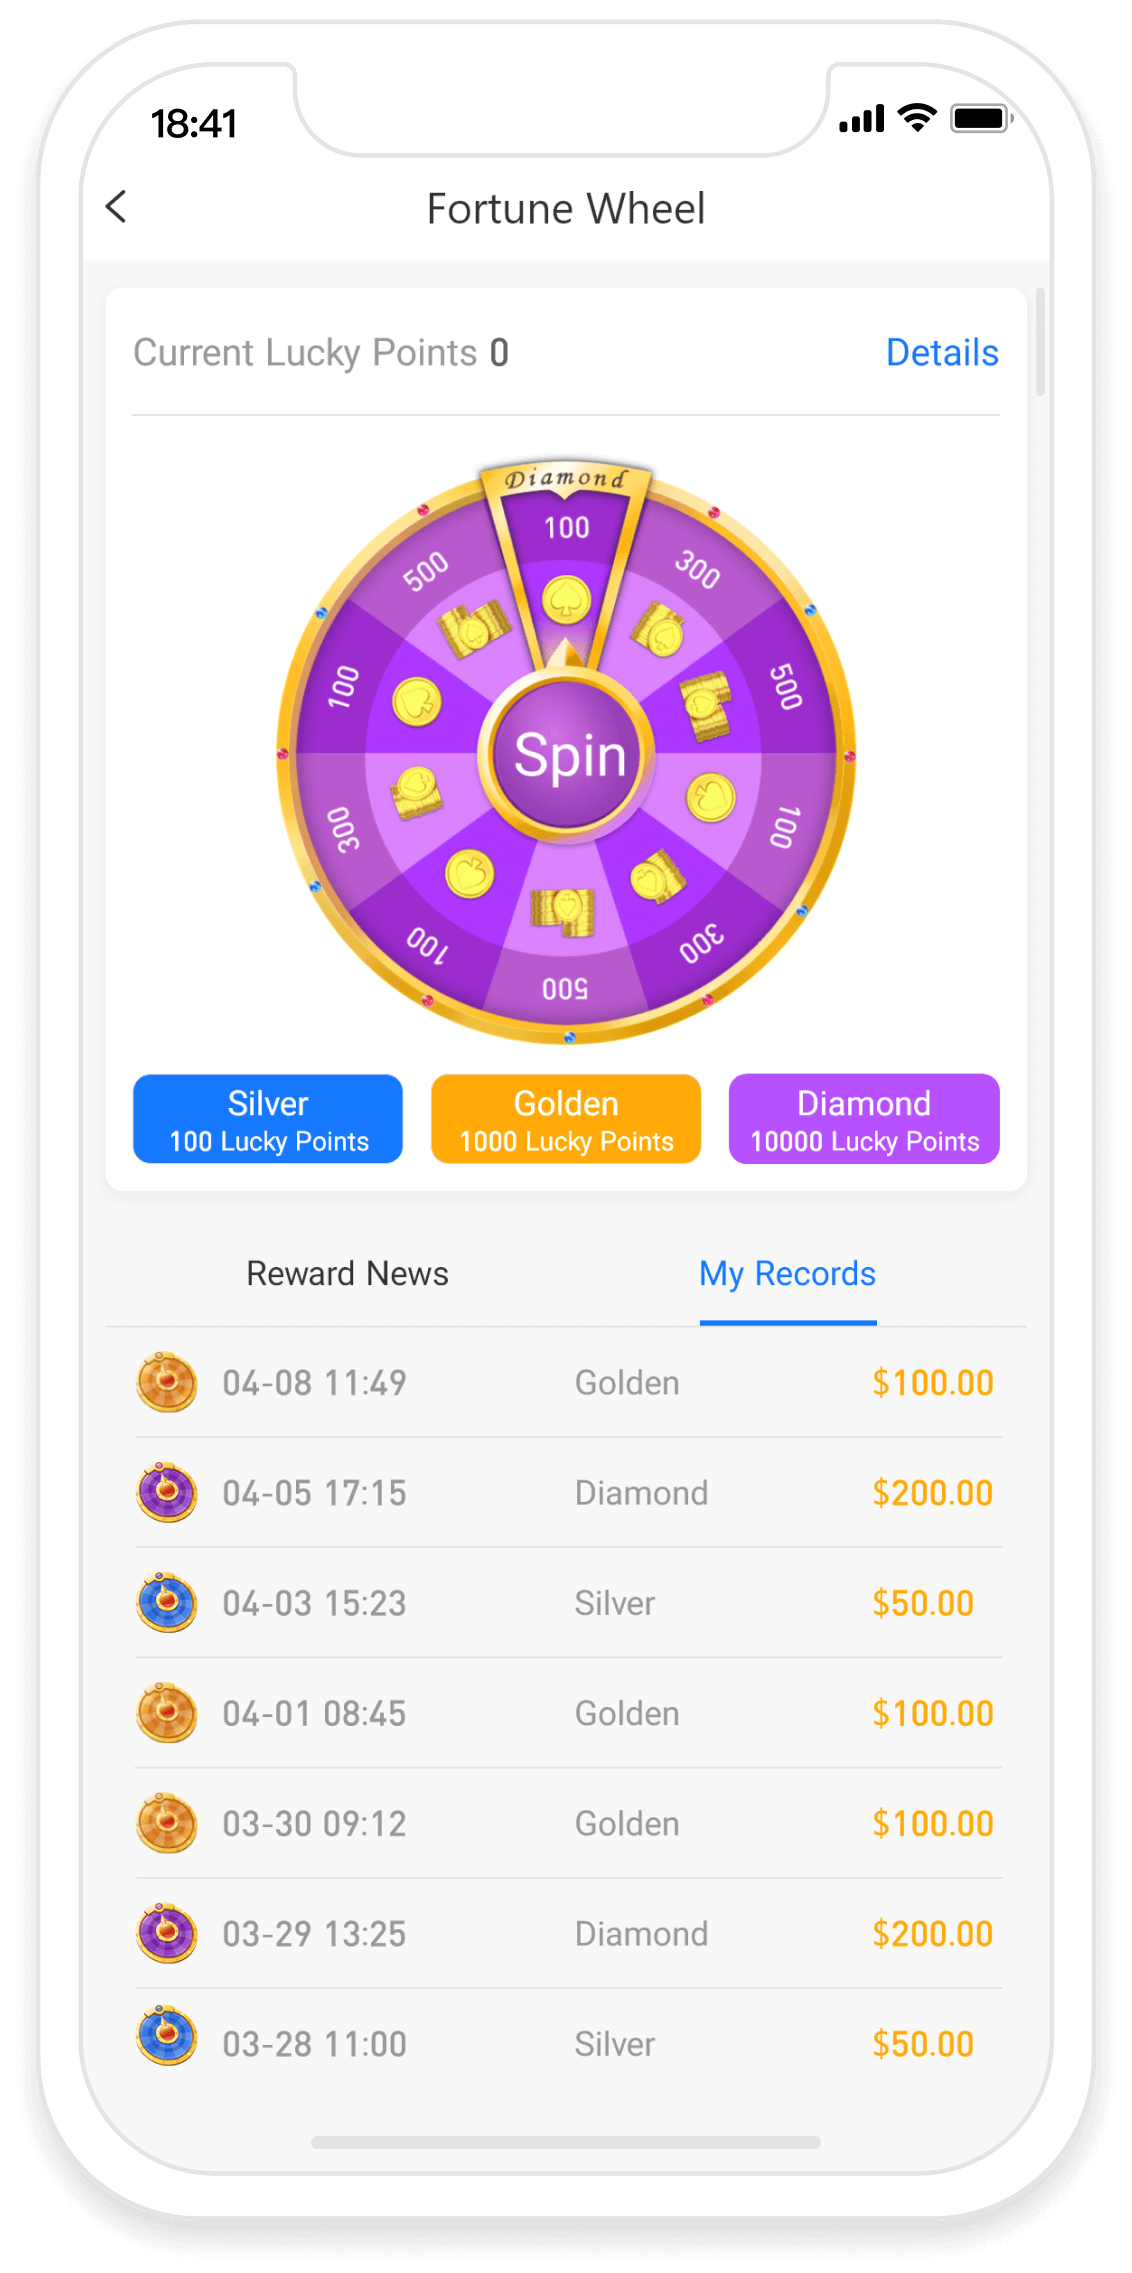 18:41
Fortune Wheel
Current Lucky Points 0
Details
Diamond
100
300
500
100
300
500
100
300
100
500
Spin
Silver
100 Lucky Points
Golden
1000 Lucky Points
Diamond
10000 Lucky Points
Reward News
My Records
04-08 11:49 Golden $100.00
04-05 17:15 Diamond $200.00
04-03 15:23 Silver $50.00
04-01 08:45 Golden $100.00
03-30 09:12 Golden $100.00
03-29 13:25 Diamond $200.00
03-28 11:00 Silver $50.00